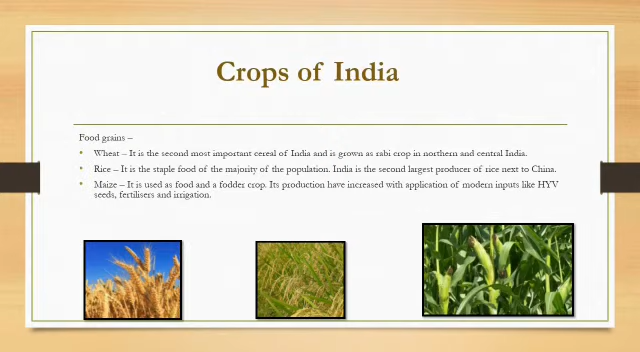 Crops of India
Food grains –
• Wheat – It is the second most important cereal of India and is grown as rabi crop in northern and central India.
• Rice – It is the staple food of the majority of the population. India is the second largest producer of rice next to China.
• Maize – It is used as food and a fodder crop. Its production have increased with application of modern inputs like HYV
seeds, fertilisers and irrigation.